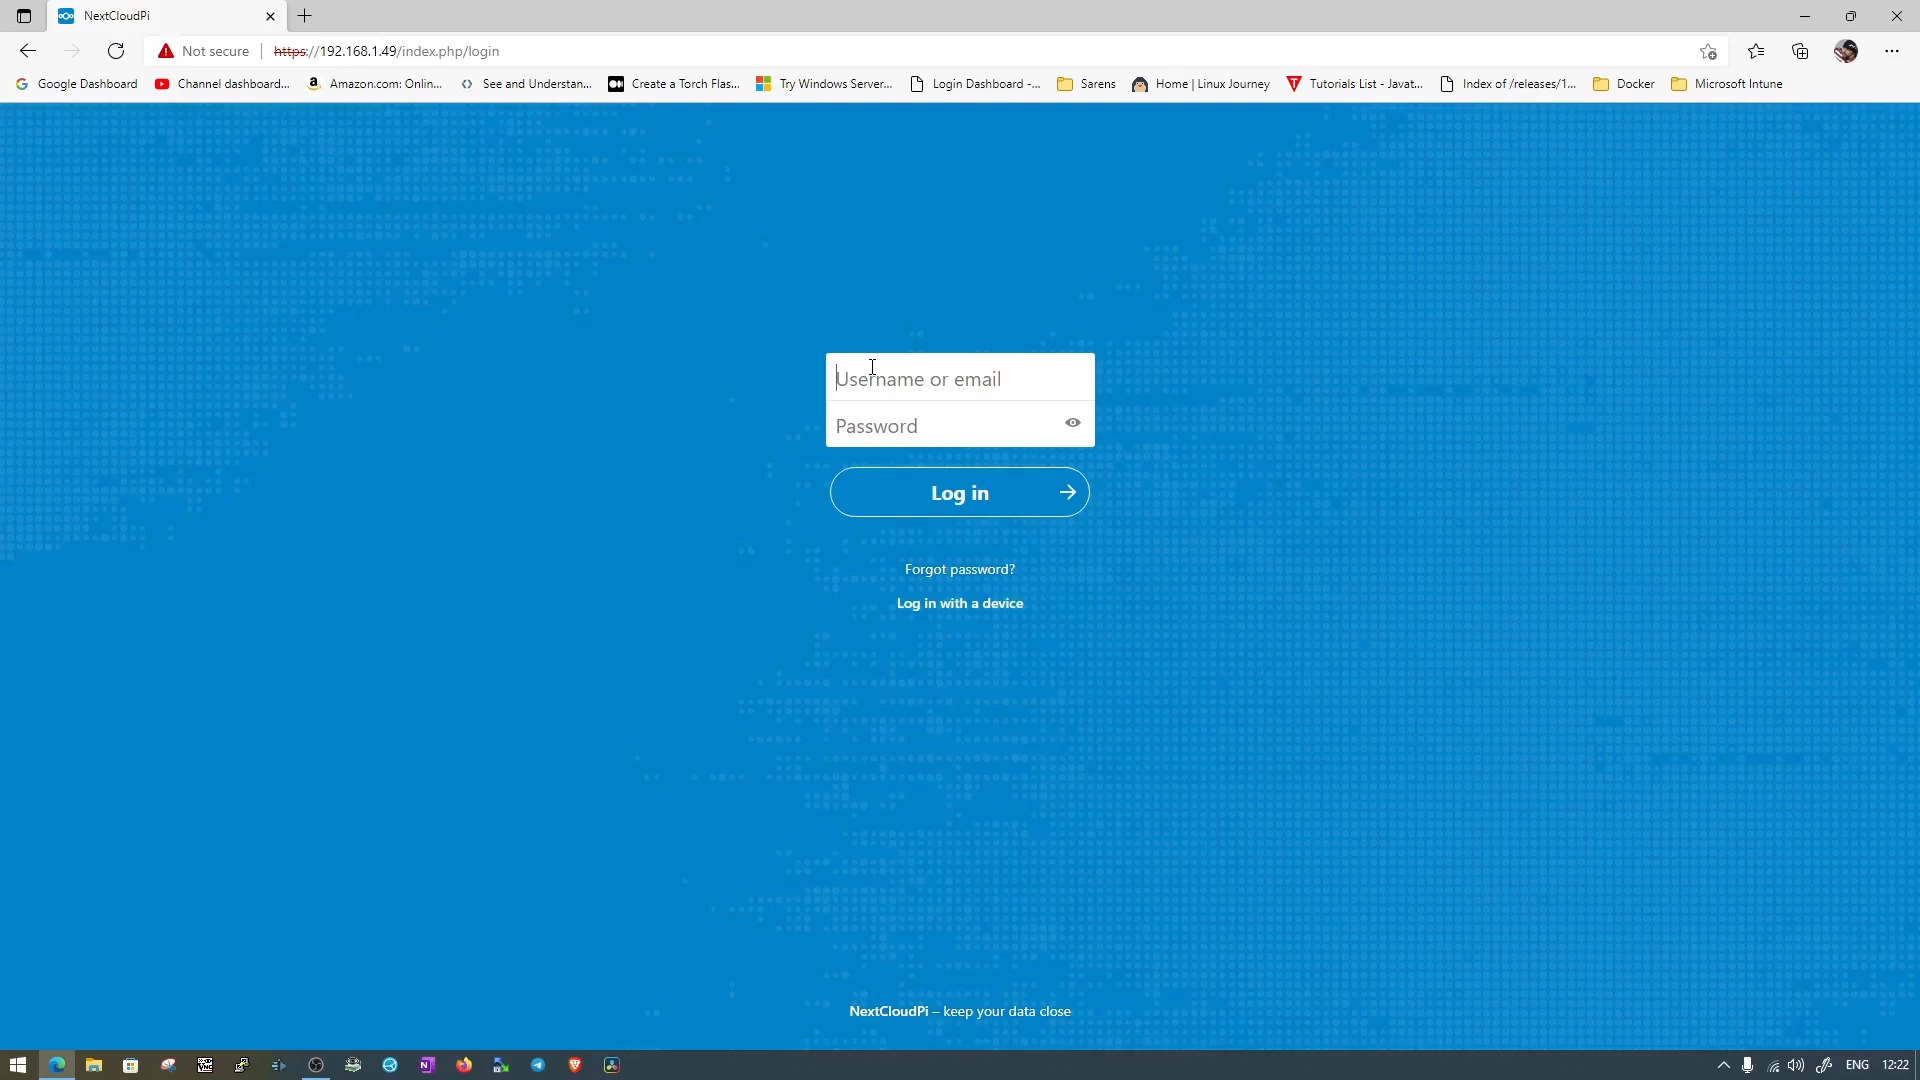 NextCloudPi
Not secure
https://192.168.1.49/index.php/login
Google Dashboard
Channel dashboard...
Amazon.com: Onlin...
See and Understan...
Create a Torch Flas...
Try Windows Server...
Login Dashboard -...
Sarens
Home | Linux Journey
Tutorials List - Javat...
Index of /releases/1...
Docker
Microsoft Intune
Username or email
Password
Log in
Forgot password?
Log in with a device
NextCloudPi – keep your data close
ENG
12:22